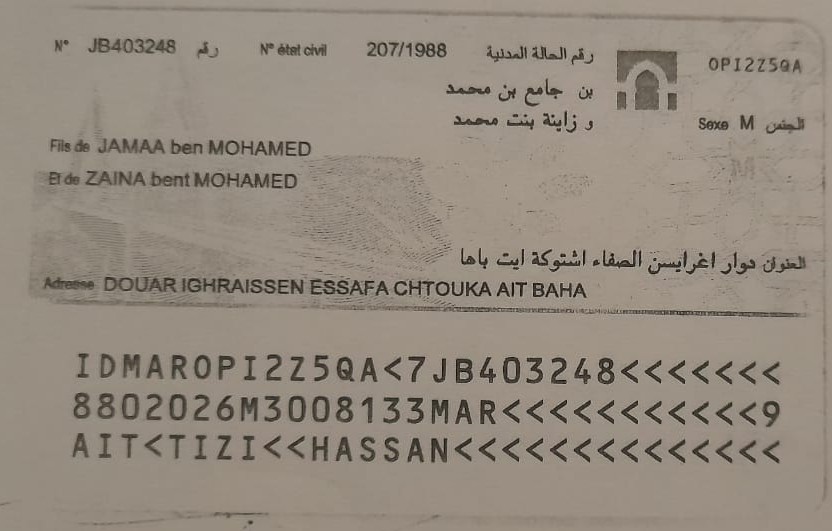 N° JB403248 رقم N° état civil 207/1988 رقم الحالة المدنية
OPI2Z5QA
بن جامع بن محمد
و زاينة بنت محمد
Sexe M الجنس
Fils de JAMAA ben MOHAMED
Et de ZAINA bent MOHAMED
العنوان دوار اغرايسن الصفاء اشتوكة ايت باها
Adresse DOUAR IGHRAISSEN ESSAFA CHTOUKA AIT BAHA
IDMAROPI2Z5QA<7JB403248<<<<<<<
8802026M3008133MAR<<<<<<<<<<<9
AIT<TIZI<<HASSAN<<<<<<<<<<<<<<